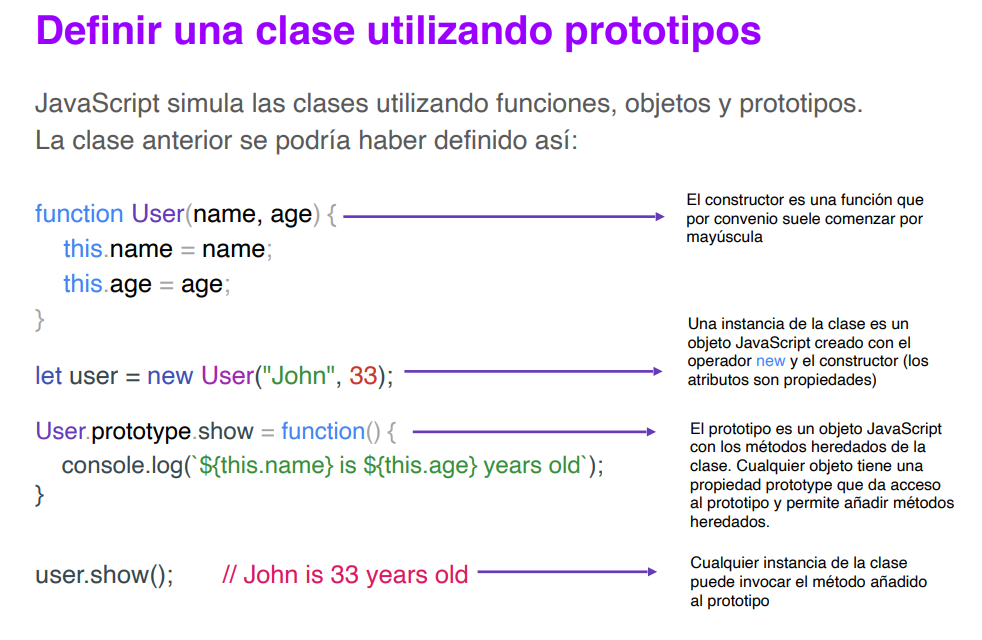 Definir una clase utilizando prototipos
JavaScript simula las clases utilizando funciones, objetos y prototipos.
La clase anterior se podría haber definido así:
function User(name, age) {
this.name = name;
this.age = age;
}
El constructor es una función que
por convenio suele comenzar por
mayúscula
let user = new User("John", 33);
Una instancia de la clase es un
objeto JavaScript creado con el
operador new y el constructor (los
atributos son propiedades)
User.prototype.show = function() {
console.log(`${this.name} is ${this.age} years old`);
}
El prototipo es un objeto JavaScript
con los métodos heredados de la
clase. Cualquier objeto tiene una
propiedad prototype que da acceso
al prototipo y permite añadir métodos
heredados.
user.show(); // John is 33 years old
Cualquier instancia de la clase
puede invocar el método añadido
al prototipo